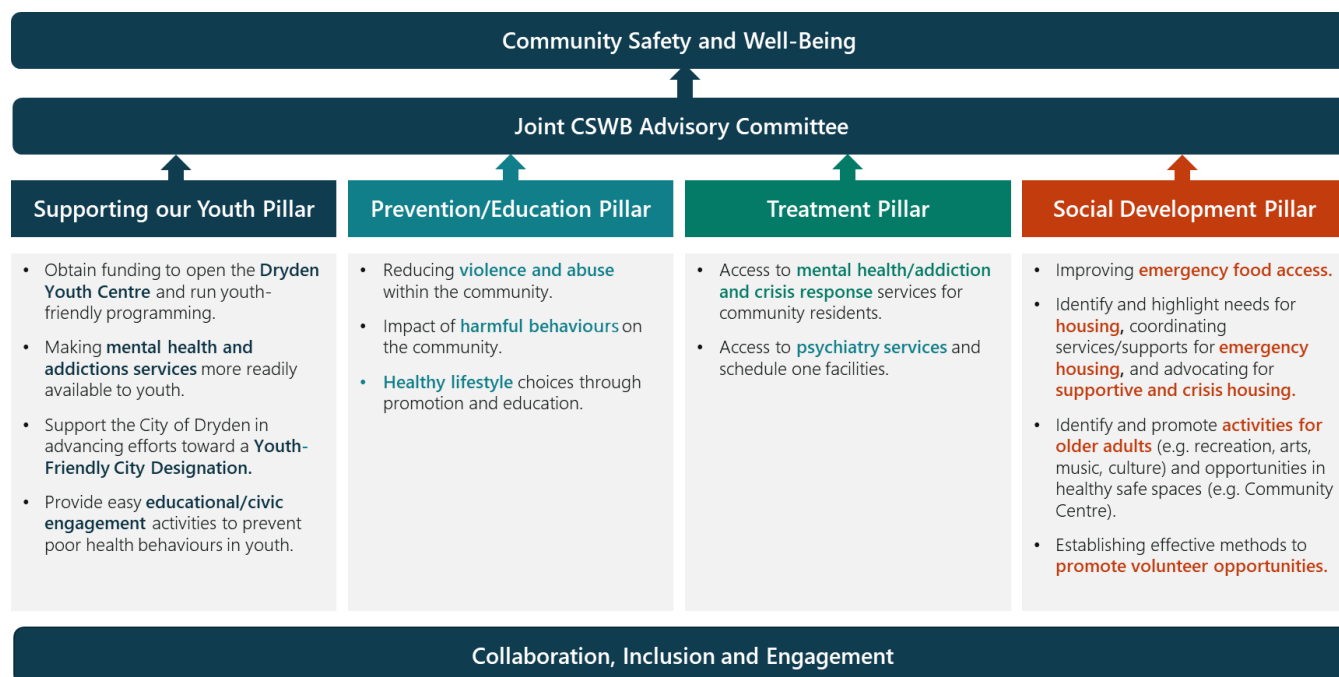 Community Safety and Well-Being
Joint CSWB Advisory Committee
Supporting our Youth Pillar
• Obtain funding to open the Dryden
Youth Centre and run youth-
friendly programming.
• Making mental health and
addictions services more readily
available to youth.
• Support the City of Dryden in
advancing efforts toward a Youth-
Friendly City Designation.
• Provide easy educational/civic
engagement activities to prevent
poor health behaviours in youth.
Prevention/Education Pillar
• Reducing violence and abuse
within the community.
• Impact of harmful behaviours on
the community.
• Healthy lifestyle choices through
promotion and education.
Treatment Pillar
• Access to mental health/addiction
and crisis response services for
community residents.
• Access to psychiatry services and
schedule one facilities.
Social Development Pillar
• Improving emergency food access.
• Identify and highlight needs for
housing, coordinating
services/supports for emergency
housing, and advocating for
supportive and crisis housing.
• Identify and promote activities for
older adults (e.g. recreation, arts,
music, culture) and opportunities in
healthy safe spaces (e.g. Community
Centre).
• Establishing effective methods to
promote volunteer opportunities.
Collaboration, Inclusion and Engagement